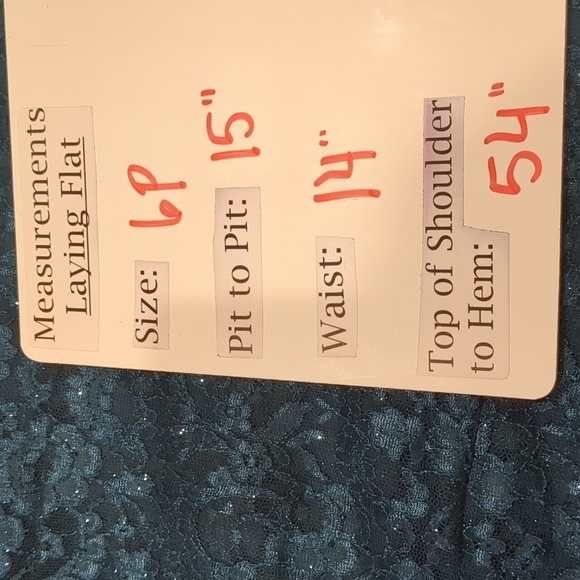 Measurements
Laying Flat
Size: 6P
Pit to Pit: 15"
Waist: 14"
Top of Shoulder
to Hem: 54"